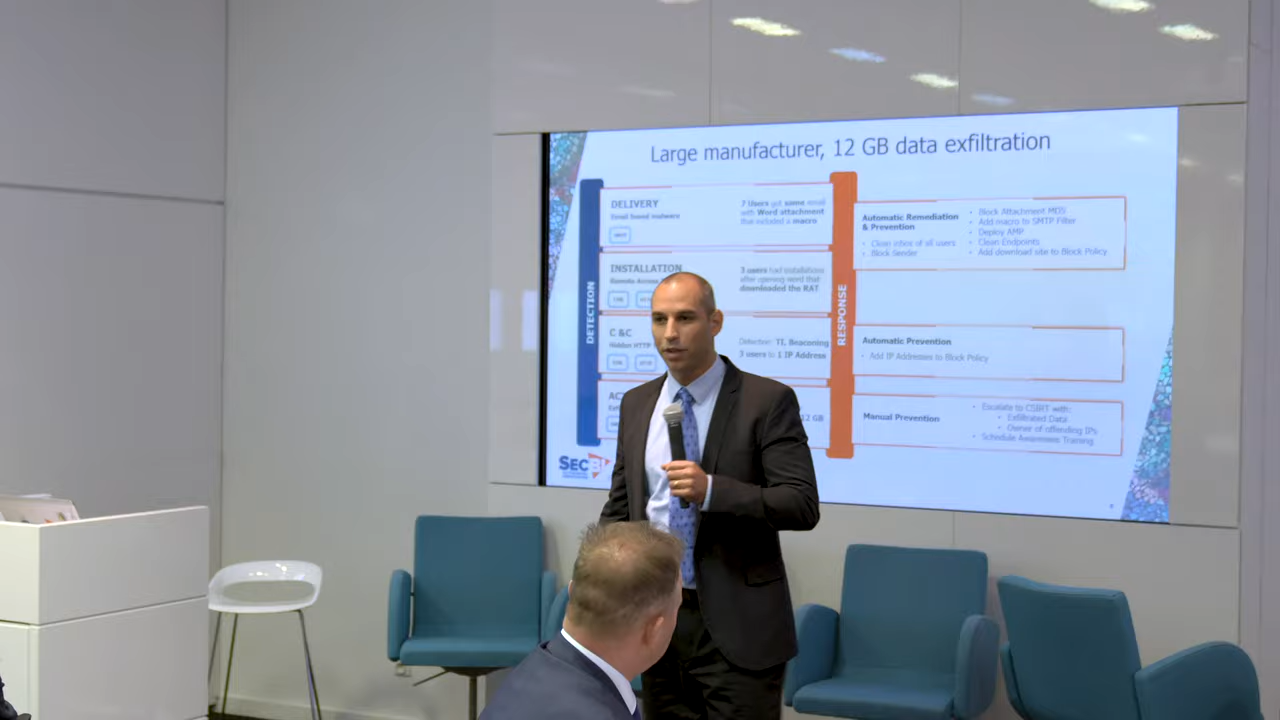 Large manufacturer, 12 GB data exfiltration
DETECTION
DELIVERY
Email based malware
7 Users got same email
with Word attachment
that included a macro
INSTALLATION
Remote Access
3 users had installations
after opening word that
downloaded the RAT
C &C
Hidden HTTP
Detection: TI, Beaconing
3 users to 1 IP Address
12 GB
RESPONSE
Automatic Remediation
& Prevention
• Clean inbox of all users
• Block Sender
• Block Attachment MD5
• Add macro to SMTP Filter
• Deploy AMP
• Clean Endpoints
• Add download site to Block Policy
Automatic Prevention
• Add IP Addresses to Block Policy
Manual Prevention
• Escalate to CSIRT with:
• Exfiltrated Data
• Owner of offending IPs
• Schedule Awareness Training
SECBI